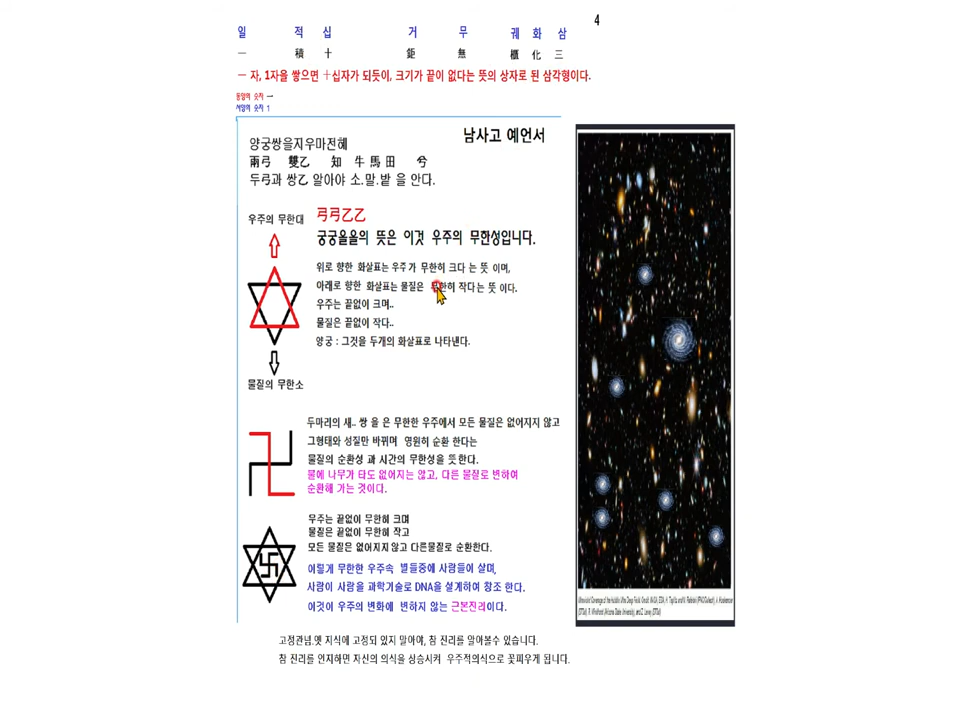 4
일 적 십 거 무 궤 화 삼
一 積 十 鉅 無 櫃 化 三
一 자, 1자을 쌓으면 十십자가 되듯이, 크기가 끝이 없다는 뜻의 상자로 된 삼각형이다.
동양의 숫자 一
서양의 숫자 1
남사고 예언서
양궁쌍을지우마전혜
兩弓 雙乙 知 牛馬田 兮
두弓과 쌍乙 알아야 소.말.밭 을 안다.
우주의 무한대
弓弓乙乙
궁궁을을의 뜻은 이것 우주의 무한성입니다.
위로 향한 화살표는 우주가 무한히 크다 는 뜻 이며,
아래로 향한 화살표는 물질은 무한히 작다는 뜻 이다.
우주는 끝없이 크며..
물질은 끝없이 작다..
양궁 : 그것을 두개의 화살표로 나타낸다.
물질의 무한소
두마리의 새.. 쌍 을 은 무한한 우주에서 모든 물질은 없어지지 않고
그형태와 성질만 바뀌며 영원히 순환 한다는
물질의 순환성 과 시간의 무한성을 뜻한다.
불에 나무가 타도 없어지는 않고, 다른 물질로 변하여
순환해 가는 것이다.
우주는 끝없이 무한혜 크며
물질은 끝없이 무한혜 작고
모든 물질은 없어지지 않고 다른물질로 순환한다.
이렇게 무한한 우주속 별들중에 사람들이 살며,
사람이 사람을 과학기술로 DNA을 설계하여 창조 한다.
이것이 우주의 변화에 변하지 않는 근본진리이다.
고정관념.옛 지식에 고정되 있지 말아야, 참 진리를 알아볼수 있습니다.
참 진리를 인지하면 자신의 의식을 상승시켜 우주적의식으로 꽃피우게 됩니다.